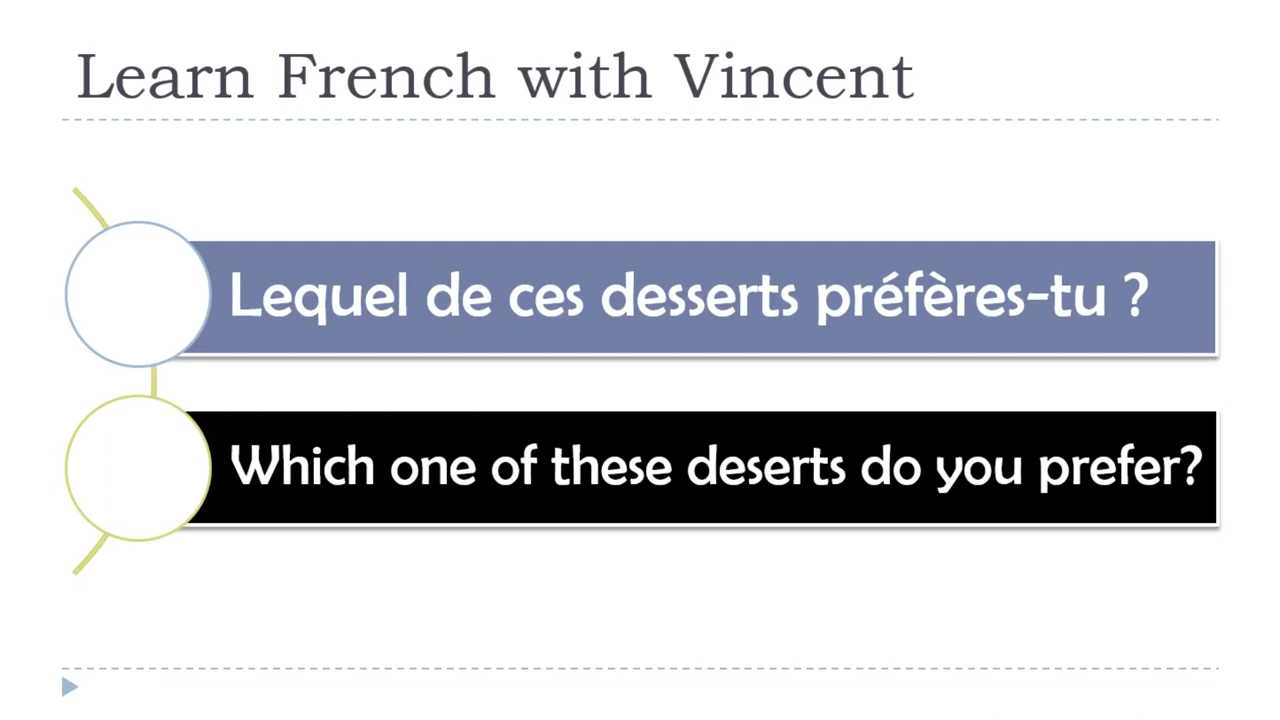 Learn French with Vincent
Lequel de ces desserts préfères-tu ?
Which one of these deserts do you prefer?